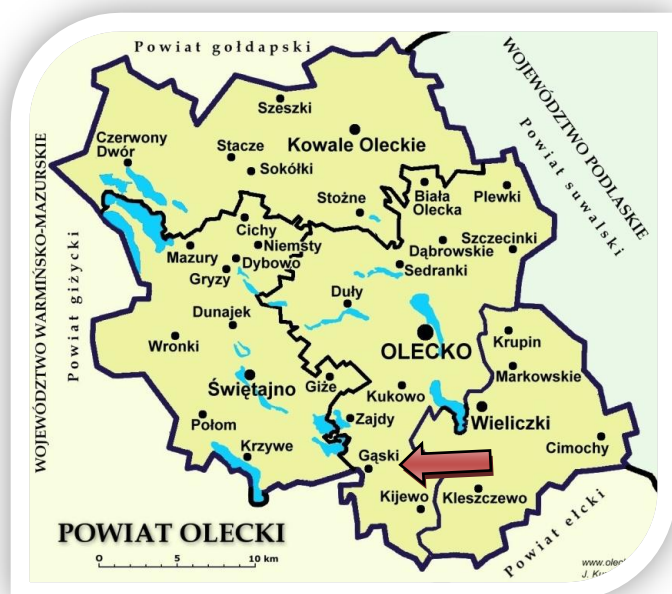 Powiat gołdapski
WOJEWÓDZTWO PODLASKIE
Powiat suwalski
Szeszki
Kowale Oleckie
Czerwony
Dwór
Stacze
Sokółki
Stożne
Biała
Olecka
Plewki
WOJEWÓDZTWO WARMIŃSKO-MAZURSKIE
Powiat giżycki
Cichy
Niemsty
Mazury
Dybowo
Gryzy
Dąbrowskie
Szczecinki
Sedranki
Duły
Dunajek
Wronki
OLECKO
Krupin
Markowskie
Świętajno
Giże
Kukowo
Wieliczki
Połom
Zajdy
Krzywe
Gąski
Cimochy
Kijewo
Kleszczewo
POWIAT OLECKI
Powiat ełcki
0 5 10 km